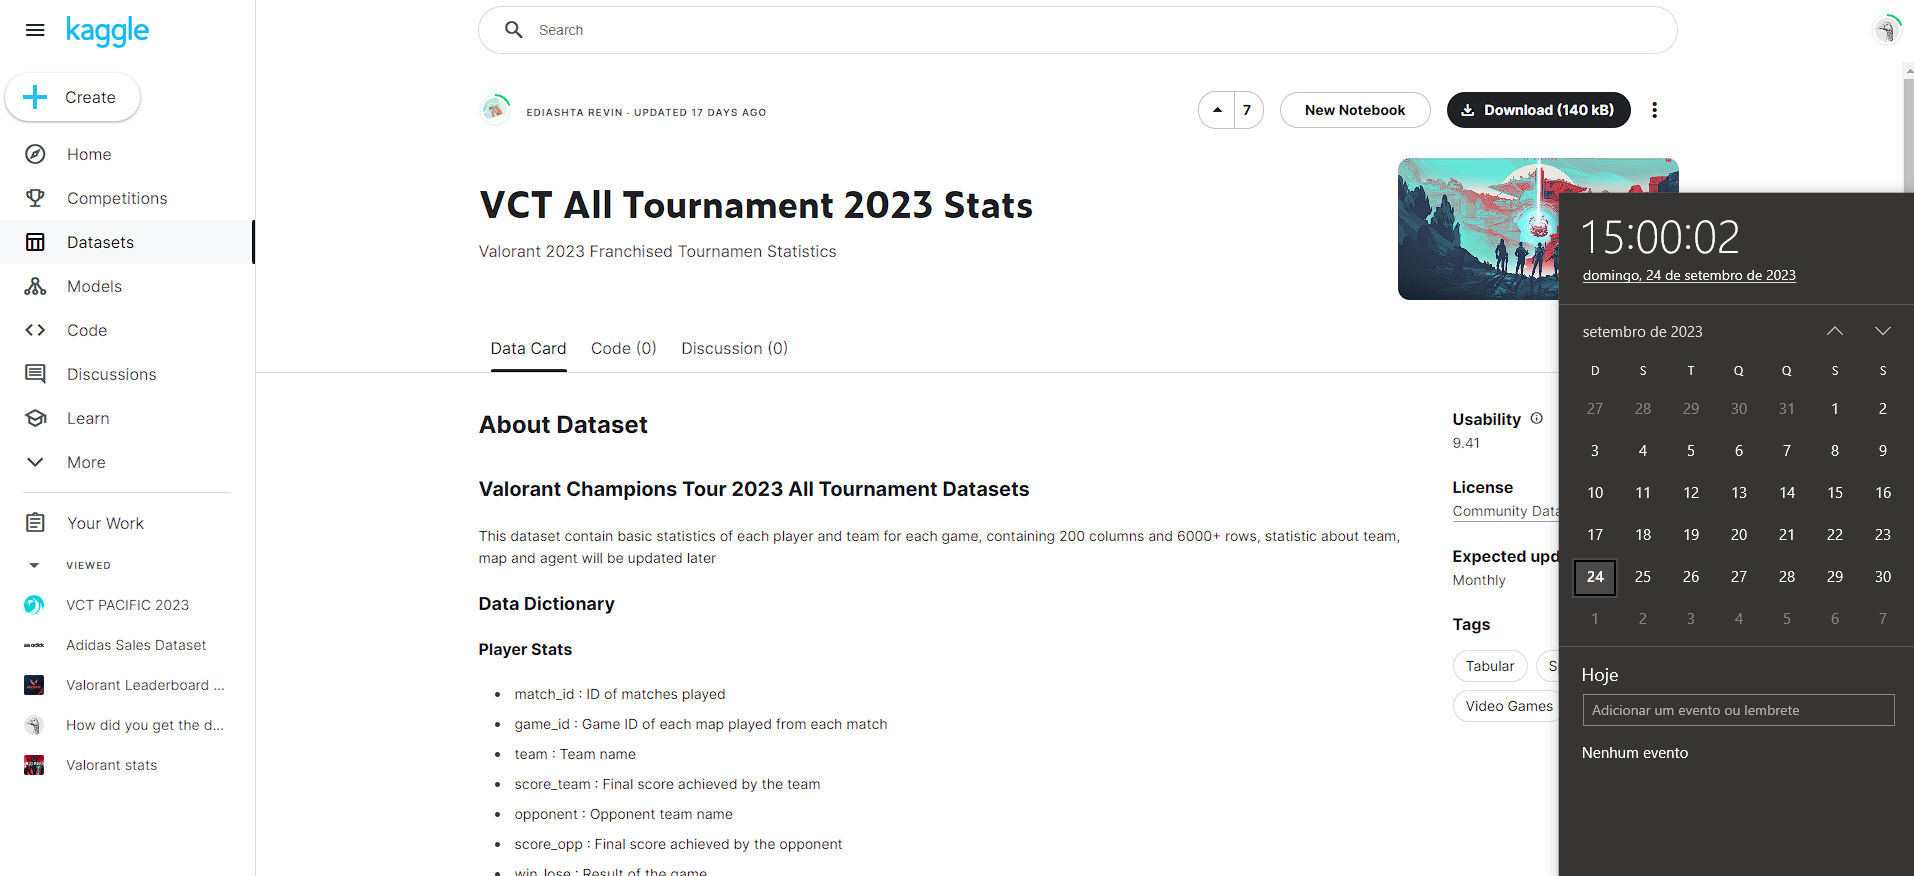 kaggle
Search
Create
Home
Competitions
Datasets
Models
Code
Discussions
Learn
More
Your Work
VIEWED
VCT PACIFIC 2023
Adidas Sales Dataset
Valorant Leaderboard ...
How did you get the d...
Valorant stats
EDIASHTA REVIN · UPDATED 17 DAYS AGO
7
New Notebook
Download (140 kB)
VCT All Tournament 2023 Stats
Valorant 2023 Franchised Tournamen Statistics
Data Card Code (0) Discussion (0)
About Dataset
Valorant Champions Tour 2023 All Tournament Datasets
This dataset contain basic statistics of each player and team for each game, containing 200 columns and 6000+ rows, statistic about team,
map and agent will be updated later
Data Dictionary
Player Stats
• match_id : ID of matches played
• game_id : Game ID of each map played from each match
• team : Team name
• score_team : Final score achieved by the team
• opponent : Opponent team name
• score_opp : Final score achieved by the opponent
• win_lose : Result of the game
Usability
9.41
License
Community Data
Expected upd
Monthly
Tags
Tabular
Video Games
15:00:02
domingo, 24 de setembro de 2023
setembro de 2023
D S T Q Q S S
27 28 29 30 31 1 2
3 4 5 6 7 8 9
10 11 12 13 14 15 16
17 18 19 20 21 22 23
24 25 26 27 28 29 30
1 2 3 4 5 6 7
Hoje
Adicionar um evento ou lembrete
Nenhum evento